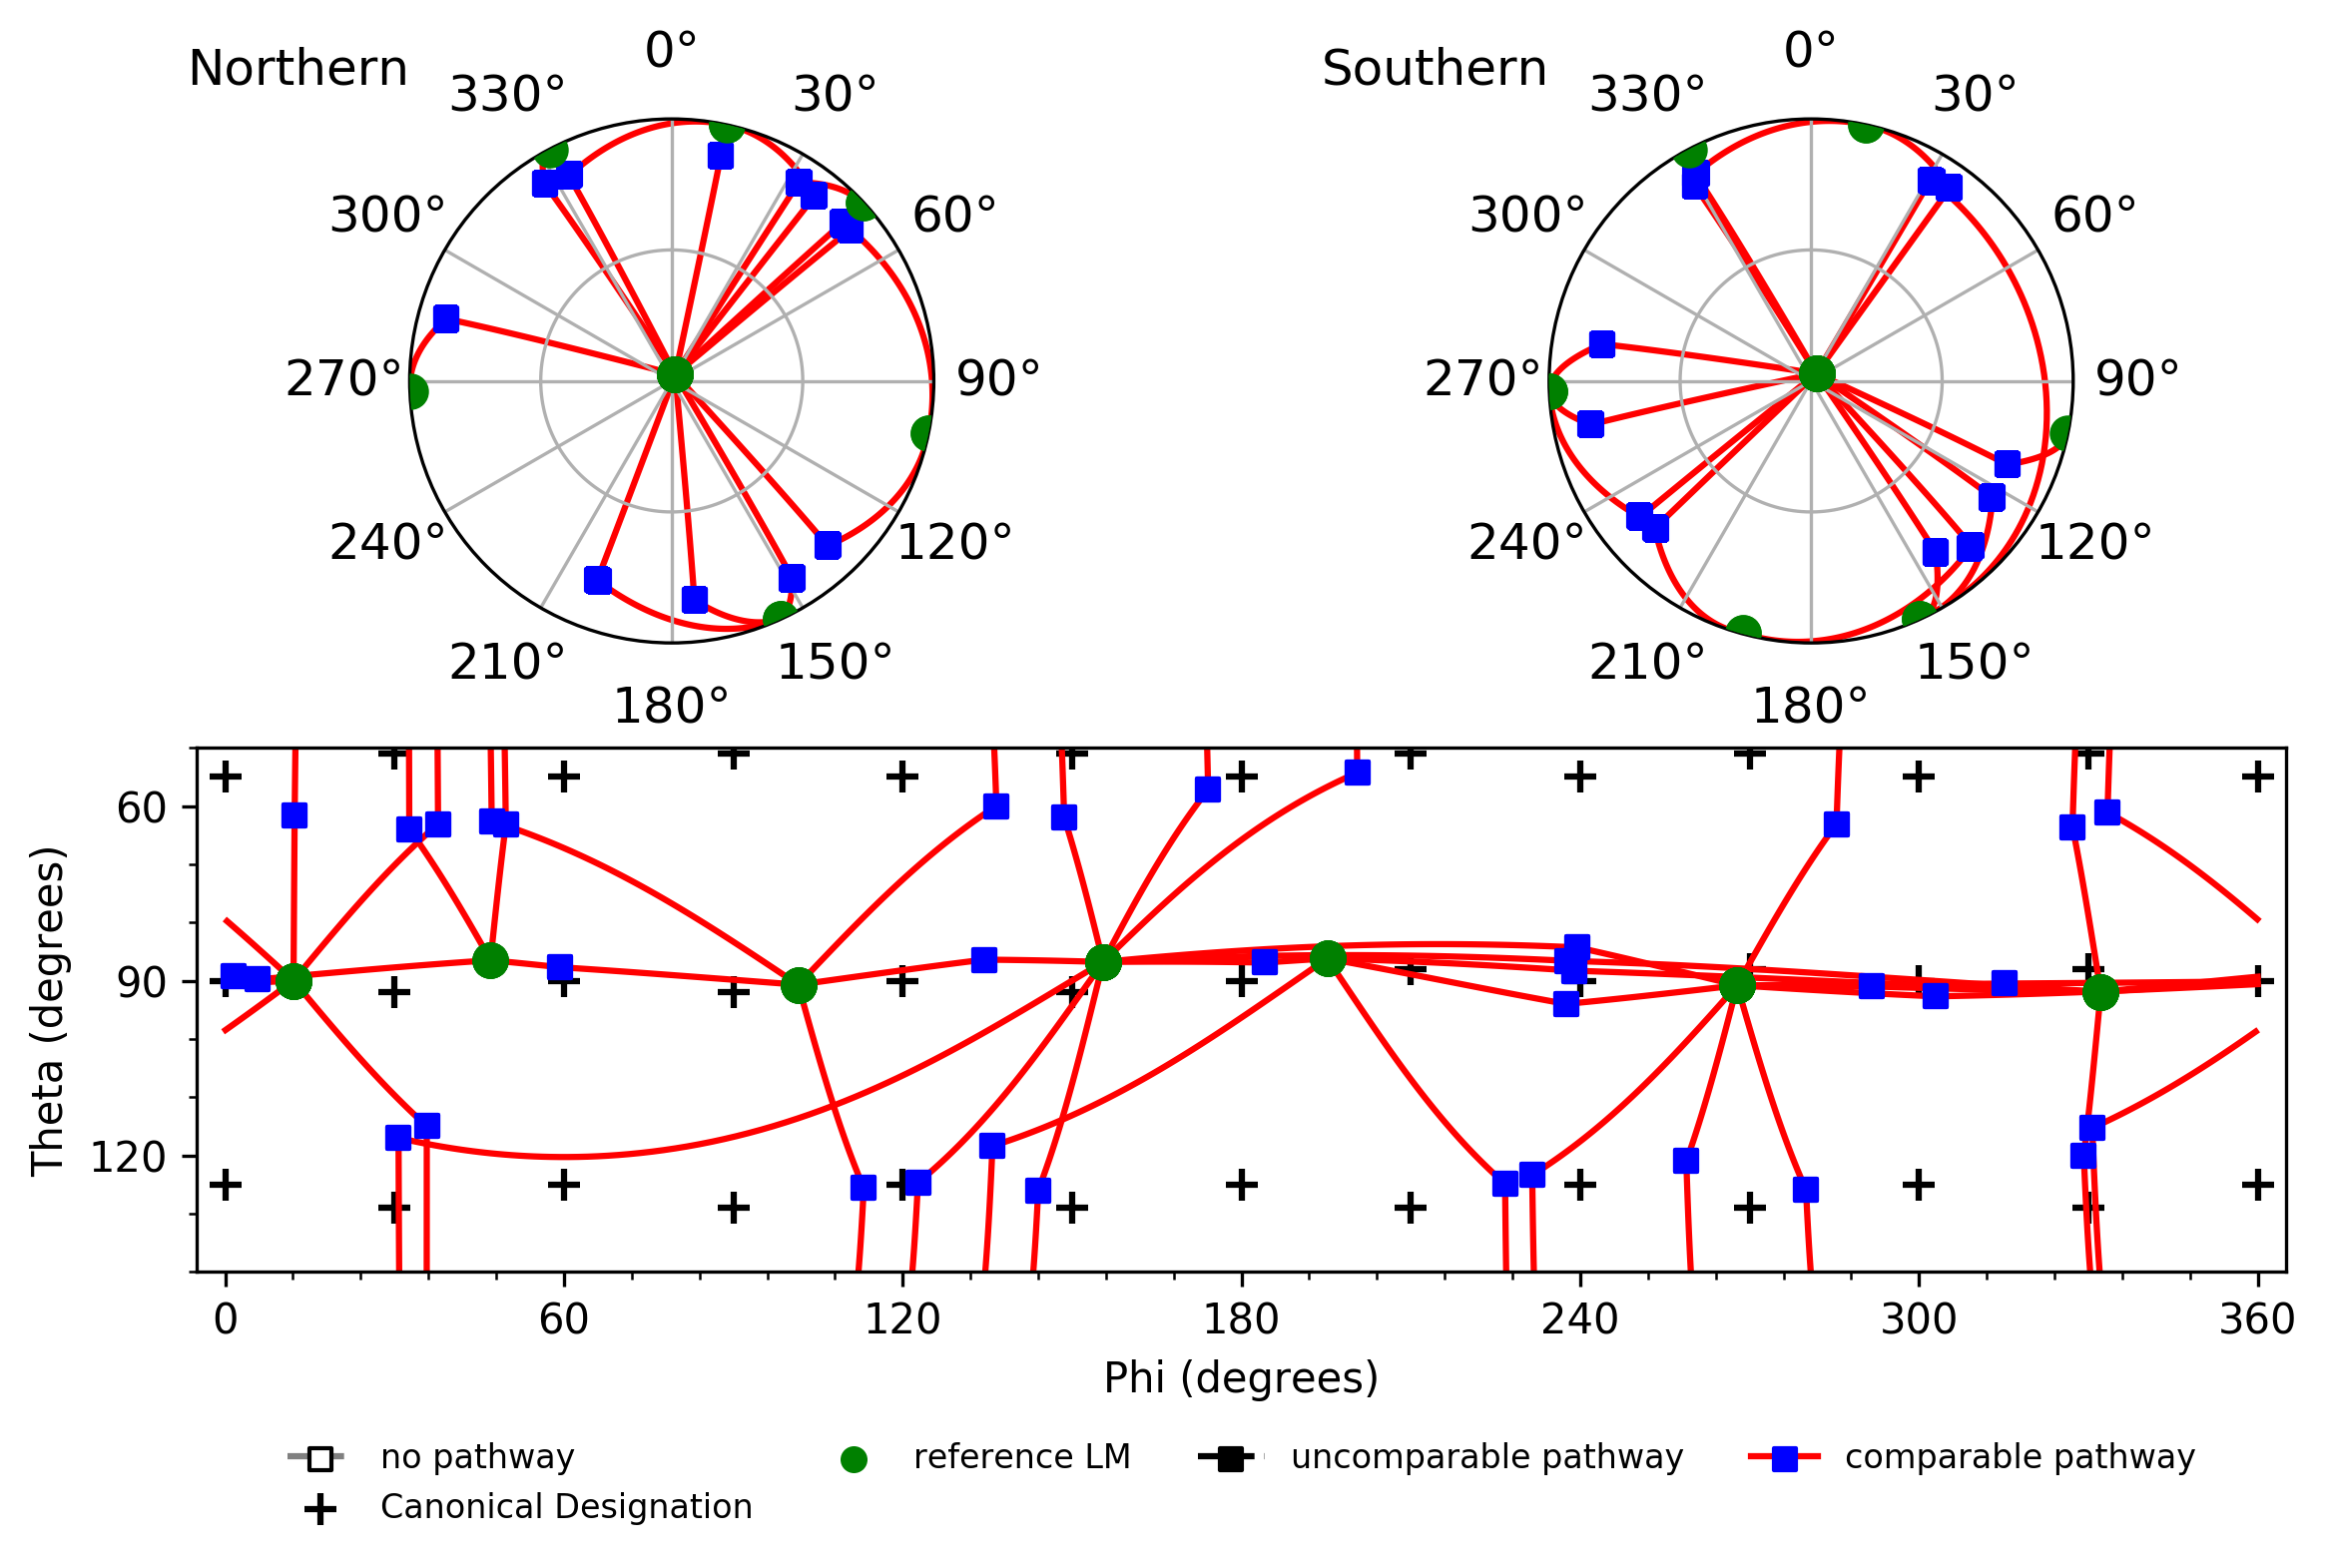 Northern
0°
30°
60°
90°
120°
150°
180°
210°
240°
270°
300°
330°
Southern
0°
30°
60°
90°
120°
150°
180°
210°
240°
270°
300°
330°
Theta (degrees)
60
90
120
0 60 120 180 240 300 360
Phi (degrees)
no pathway
reference LM
uncomparable pathway
comparable pathway
Canonical Designation